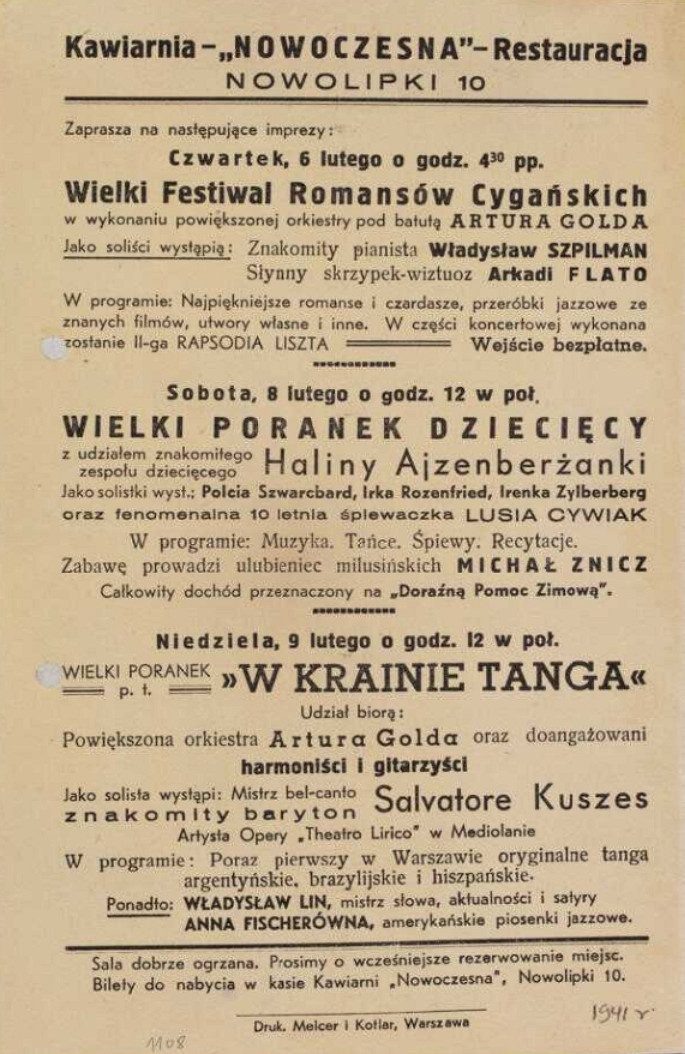 Kawiarnia – „NOWOCZESNA” – Restauracja
NOWOLIPKI 10
Zaprasza na następujące imprezy:
Czwartek, 6 lutego o godz. 4³⁰ pp.
Wielki Festiwal Romansów Cygańskich
w wykonaniu powiększonej orkiestry pod batutą ARTURA GOLDA
Jako soliści wystąpią: Znakomity pianista Władysław SZPILMAN
Słynny skrzypek-wiztuoz Arkadi FLATO
W programie: Najpiękniejsze romanse i czardasze, przeróbki jazzowe ze
znanych filmów, utwory własne i inne. W części koncertowej wykonana
zostanie II-ga RAPSODIA LISZTA Wejście bezpłatne.
Sobota, 8 lutego o godz. 12 w poł.
WIELKI PORANEK DZIECIĘCY
z udziałem znakomitego
zespołu dziecięcego Haliny Ajzenberżanki
Jako solistki wyst.; Polcia Szwarcbard, Irka Rozenfried, Irenka Zylberberg
oraz fenomenalna 10 letnia śpiewaczka LUSIA CYWIAK
W programie: Muzyka. Tańce. Śpiewy. Recytacje.
Zabawę prowadzi ulubieniec milusińskich MICHAŁ ZNICZ
Całkowity dochód przeznaczony na „Doraźną Pomoc Zimową”.
Niedziela, 9 lutego o godz. 12 w poł.
WIELKI PORANEK
p. t. »W KRAINIE TANGA«
Udział biorą:
Powiększona orkiestra Artura Golda oraz doangażowani
harmoniści i gitarzyści
Jako solista wystąpi: Mistrz bel-canto
znakomity baryton Salvatore Kuszes
Artysta Opery „Theatro Lirico” w Mediolanie
W programie: Poraz pierwszy w Warszawie oryginalne tanga
argentyńskie, brazylijskie i hiszpańskie.
Ponadto: WŁADYSŁAW LIN, mistrz słowa, aktualności i satyry
ANNA FISCHERÓWNA, amerykańskie piosenki jazzowe.
Sala dobrze ogrzana. Prosimy o wcześniejsze rezerwowanie miejsc.
Bilety do nabycia w kasie Kawiarni „Nowoczesna”, Nowolipki 10.
1941 r.
Druk. Melcer i Kotlar, Warszawa
1108